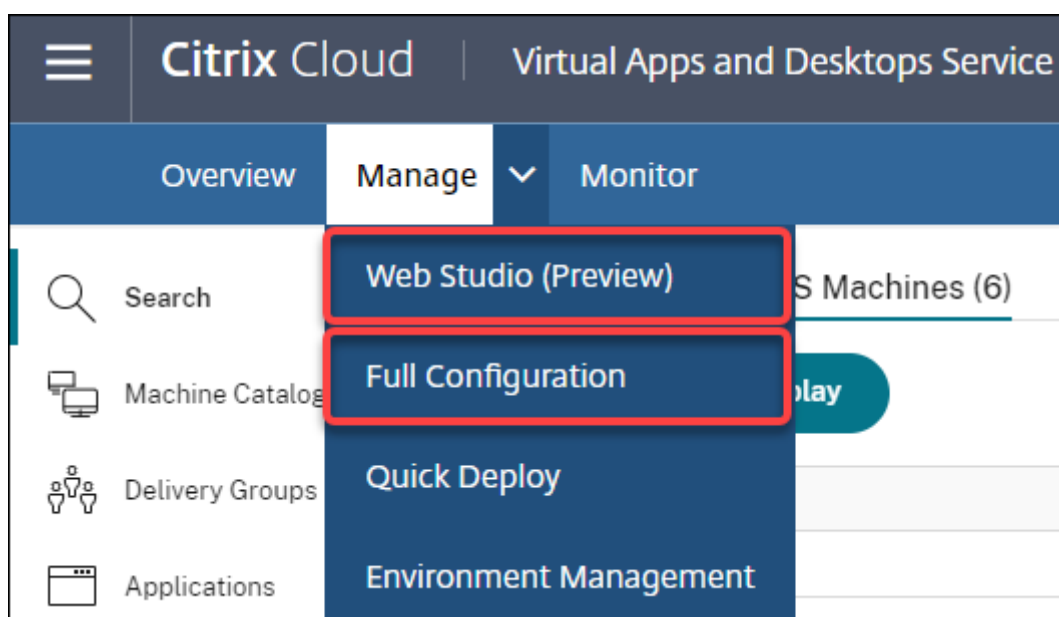 Citrix Cloud
Virtual Apps and Desktops Service
Overview
Manage
Monitor
Search
Machine Catalog
Delivery Groups
Applications
Web Studio (Preview)
Full Configuration
Quick Deploy
Environment Management
S Machines (6)